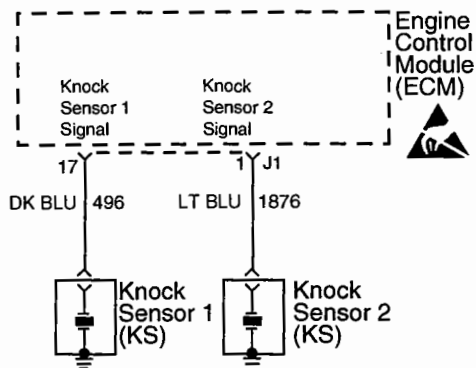 Engine
Control
Module
(ECM)
Knock
Sensor 1
Signal
Knock
Sensor 2
Signal
17
1
J1
DK BLU
496
LT BLU
1876
Knock
Sensor 1
(KS)
Knock
Sensor 2
(KS)